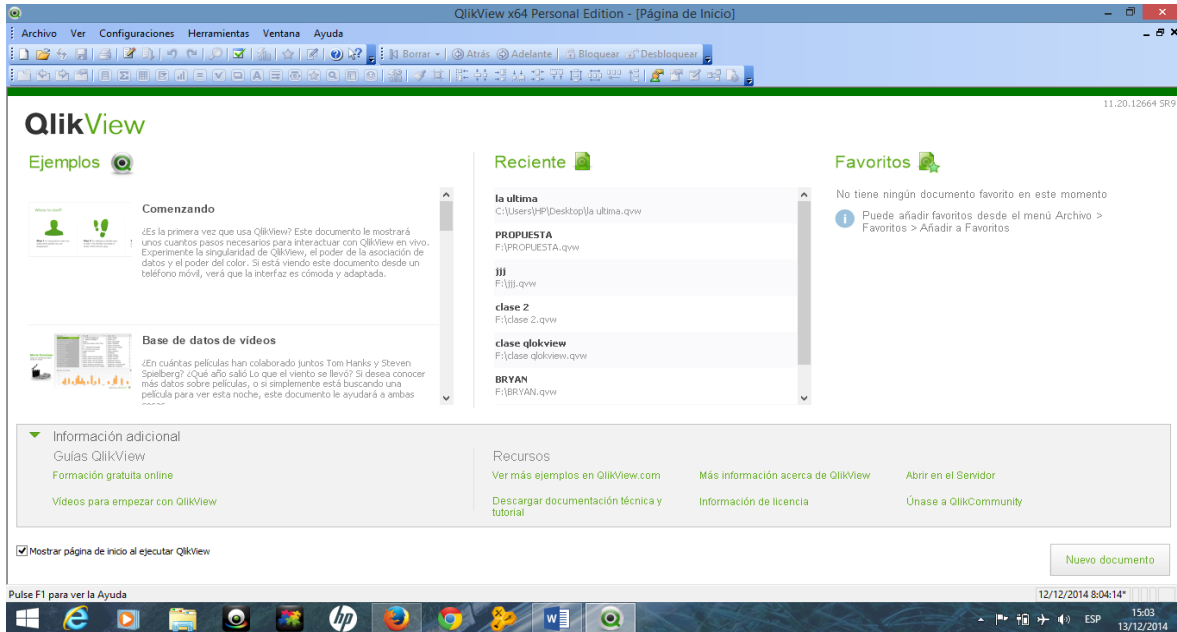 QlikView x64 Personal Edition - [Página de Inicio]
Archivo Ver Configuraciones Herramientas Ventana Ayuda
Borrar Atrás Adelante Bloquear Desbloquear
11.20.12664 SR9
QlikView
Ejemplos
Comenzando
¿Es la primera vez que usa QlikView? Este documento le mostrará
unos cuantos pasos necesarios para interactuar con QlikView en vivo.
Experimente la singularidad de QlikView, el poder de la asociación de
datos y el poder del color. Si está viendo este documento desde un
teléfono móvil, verá que la interfaz es cómoda y adaptada.
Base de datos de vídeos
¿En cuántas películas han colaborado juntos Tom Hanks y Steven
Spielberg? ¿Qué año salió Lo que el viento se llevó? Si desea conocer
más datos sobre películas, o si simplemente está buscando una
película para ver esta noche, este documento le ayudará a ambas
Reciente
la ultima
C:\Users\HP\Desktop\la ultima.qvw
PROPUESTA
F:\PROPUESTA.qvw
jjj
F:\jjj.qvw
clase 2
F:\clase 2.qvw
clase qlokview
F:\clase qlokview.qvw
BRYAN
F:\BRYAN.qvw
Favoritos
No tiene ningún documento favorito en este momento
Puede añadir favoritos desde el menú Archivo >
Favoritos > Añadir a Favoritos
Información adicional
Guías QlikView
Formación gratuita online
Vídeos para empezar con QlikView
Recursos
Ver más ejemplos en QlikView.com
Más información acerca de QlikView
Abrir en el Servidor
Descargar documentación técnica y
tutorial
Información de licencia
Únase a QlikCommunity
Mostrar página de inicio al ejecutar QlikView
Nuevo documento
Pulse F1 para ver la Ayuda
12/12/2014 8:04:14*
ESP
15:03
13/12/2014